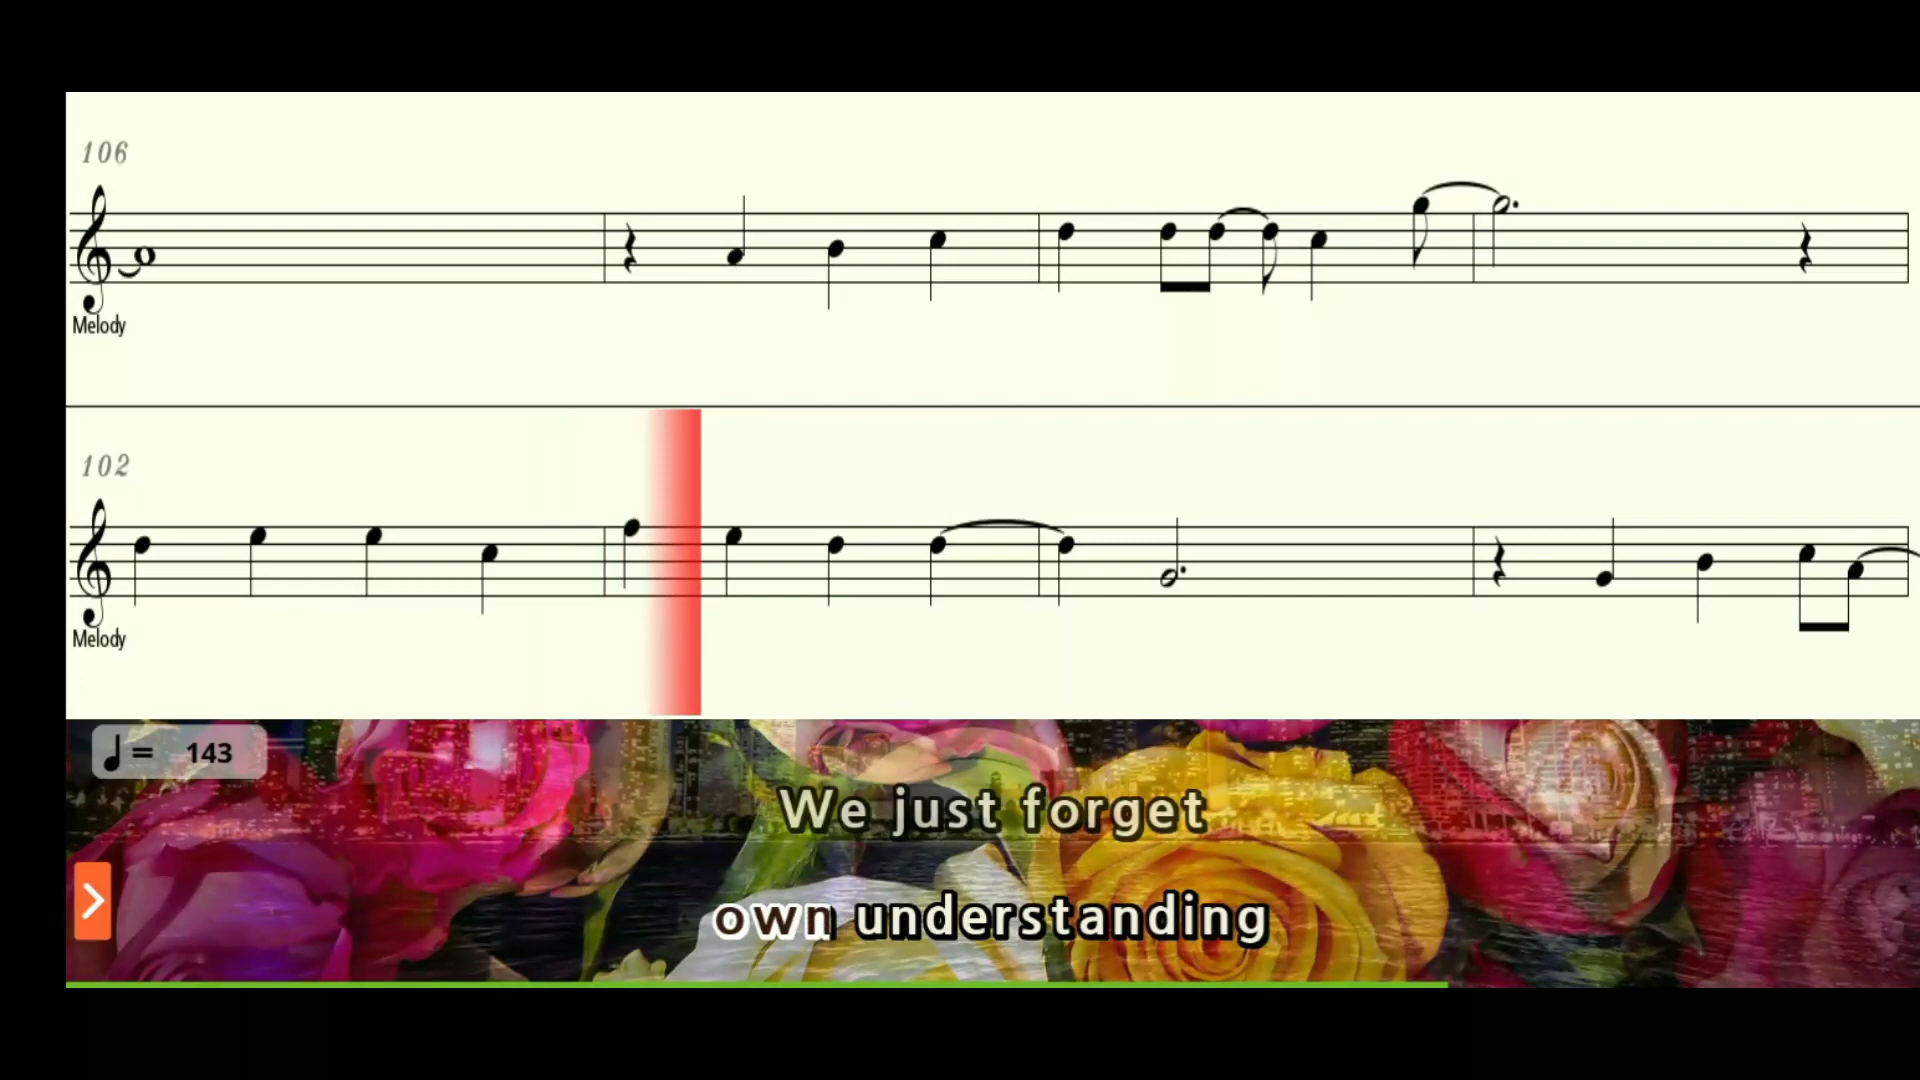 106
Melody
102
Melody
= 143
We just forget
own understanding